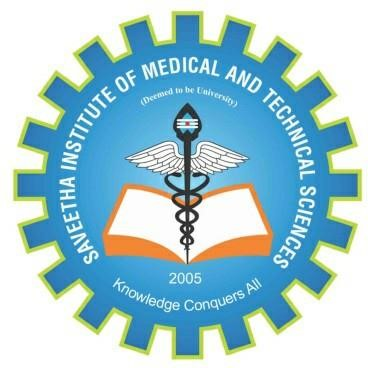 SAVEETHA INSTITUTE OF MEDICAL AND TECHNICAL SCIENCES
(Deemed to be University)
2005
Knowledge Conquers All